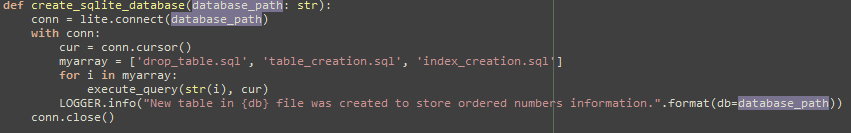 def create_sqlite_database(database_path: str):
    conn = lite.connect(database_path)
    with conn:
        cur = conn.cursor()
        myarray = ['drop_table.sql', 'table_creation.sql', 'index_creation.sql']
        for i in myarray:
            execute_query(str(i), cur)
        LOGGER.info("New table in {db} file was created to store ordered numbers information.".format(db=database_path))
    conn.close()